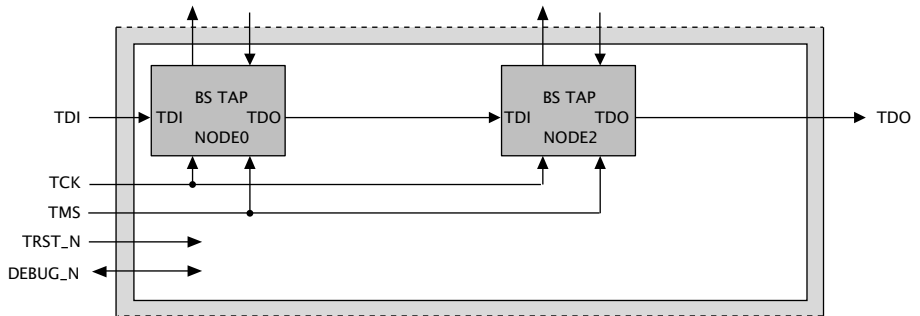 BS TAP
BS TAP
TDI
TDI
TDO
TDI
TDO
TDO
NODE0
NODE2
TCK
TMS
TRST_N
DEBUG_N